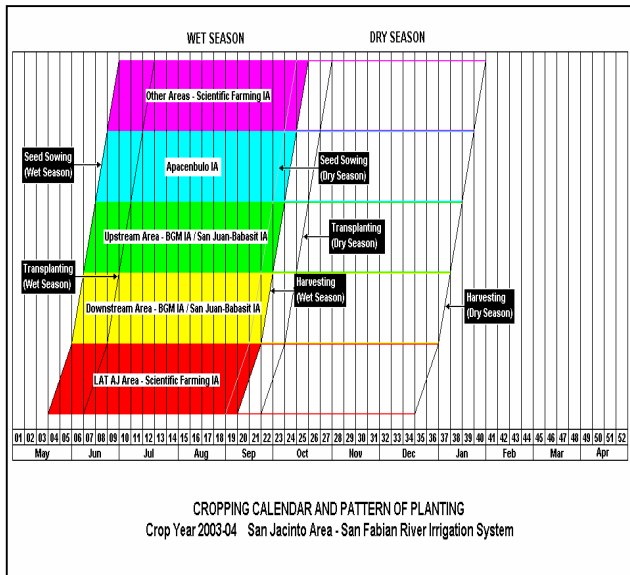 WET SEASON DRY SEASON
Other Areas - Scientific Farming IA
Seed Sowing
(Wet Season)
Apacenbulo IA
Seed Sowing
(Dry Season)
Upstream Area - BGM IA / San Juan-Babasit IA
Transplanting
(Dry Season)
Transplanting
(Wet Season)
Downstream Area - BGM IA / San Juan-Babasit IA
Harvesting
(Wet Season)
Harvesting
(Dry Season)
LAT AJ Area - Scientific Farming IA
01 02 03 04 05 06 07 08 09 10 11 12 13 14 15 16 17 18 19 20 21 22 23 24 25 26 27 28 29 30 31 32 33 34 35 36 37 38 39 40 41 42 43 44 45 46 47 48 49 50 51 52
May Jun Jul Aug Sep Oct Nov Dec Jan Feb Mar Apr
CROPPING CALENDAR AND PATTERN OF PLANTING
Crop Year 2003-04 San Jacinto Area - San Fabian River Irrigation System